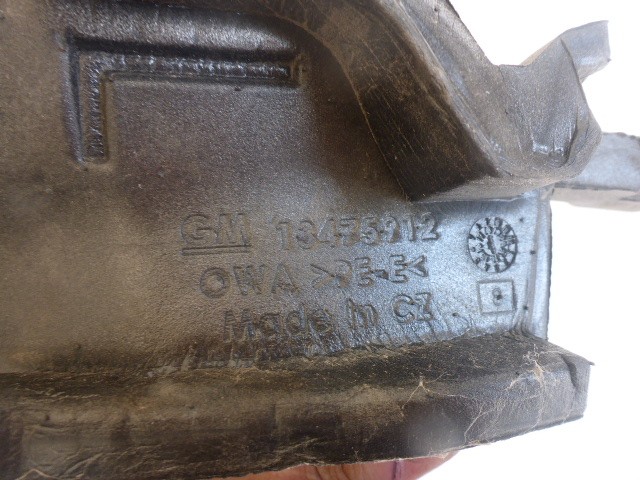 GM 13475912
OWA >PE-E<
Made in CZ